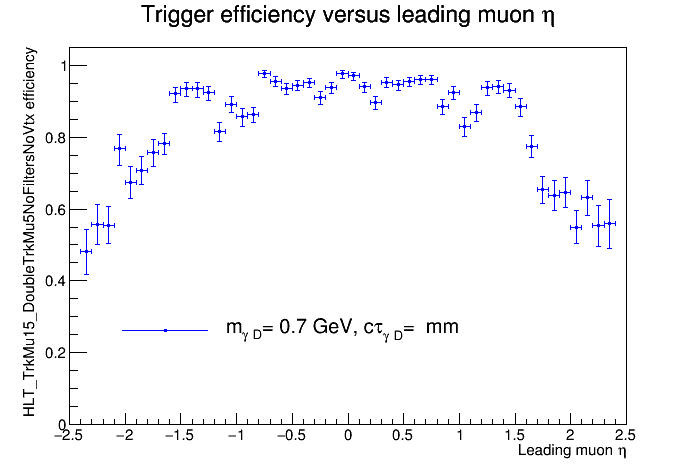 Trigger efficiency versus leading muon η
HLT_TrkMu15_DoubleTrkMu5NoFiltersNoVtx efficiency
1
0.8
0.6
0.4
0.2
0
m_γ D= 0.7 GeV, cτ_γ D= mm
−2.5 −2 −1.5 −1 −0.5 0 0.5 1 1.5 2 2.5
Leading muon η